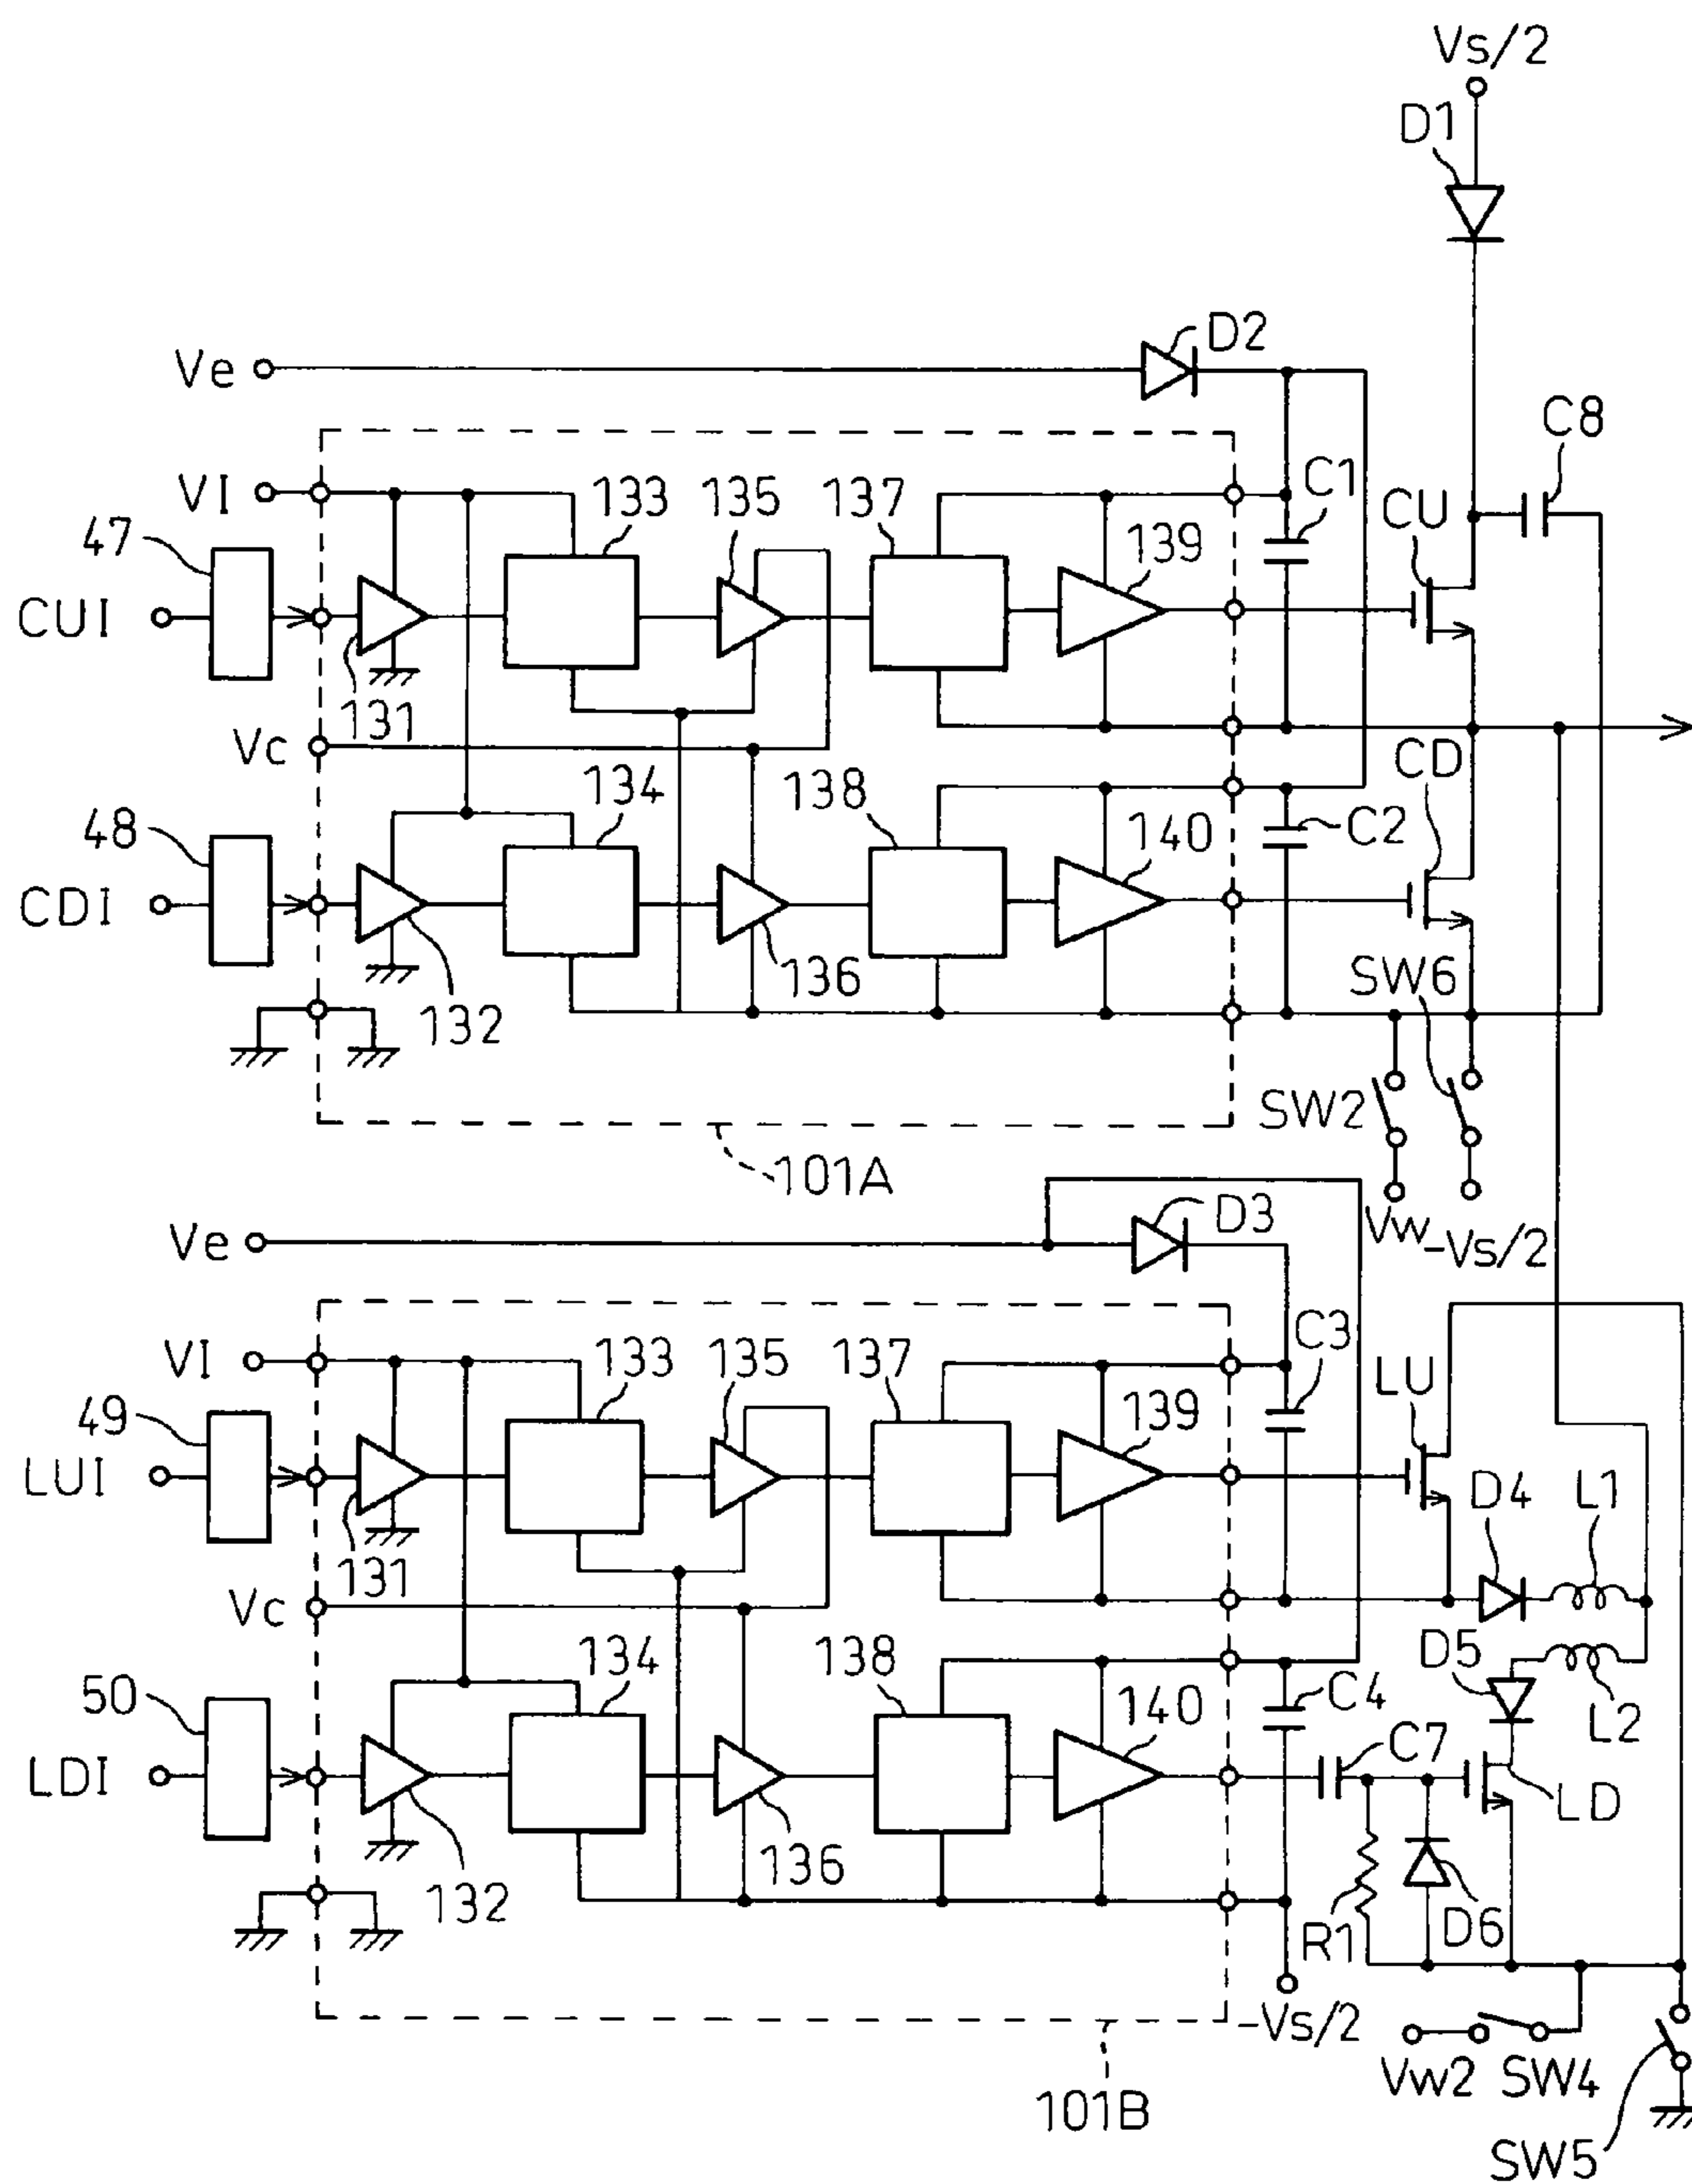 Vs/2
D1
D2
Ve
C8
VI
133
135
137
C1
CU
47
139
CUI
131
Vc
CD
134
138
C2
48
140
CDI
SW6
136
132
SW2
101A
Vw
-Vs/2
D3
Ve
C3
VI
133
135
137
LU
49
139
D4
L1
LUI
131
Vc
D5
134
138
C4
50
140
L2
C7
LDI
LD
136
132
R1
D6
-Vs/2
Vw2
SW4
101B
SW5